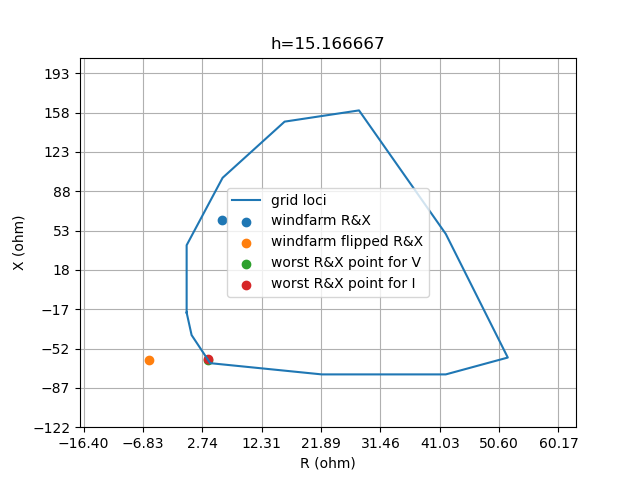 h=15.166667
X (ohm)
193
158
123
88
53
18
−17
−52
−87
−122
grid loci
windfarm R&X
windfarm flipped R&X
worst R&X point for V
worst R&X point for I
−16.40 −6.83 2.74 12.31 21.89 31.46 41.03 50.60 60.17
R (ohm)